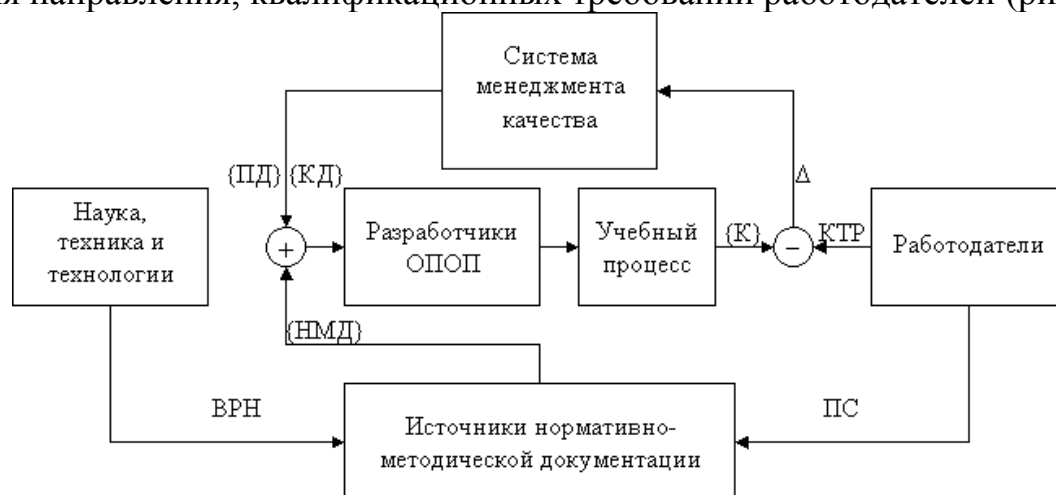 я направления, квалификационных требований работодателей (ри
Система
менеджмента
качества
{ПД} {КД}
Δ
Наука,
техника и
технологии
+
Разработчики
ОПОП
Учебный
процесс
{К}
−
КТР
Работодатели
{НМД}
ВРН
ПС
Источники нормативно-
методической документации